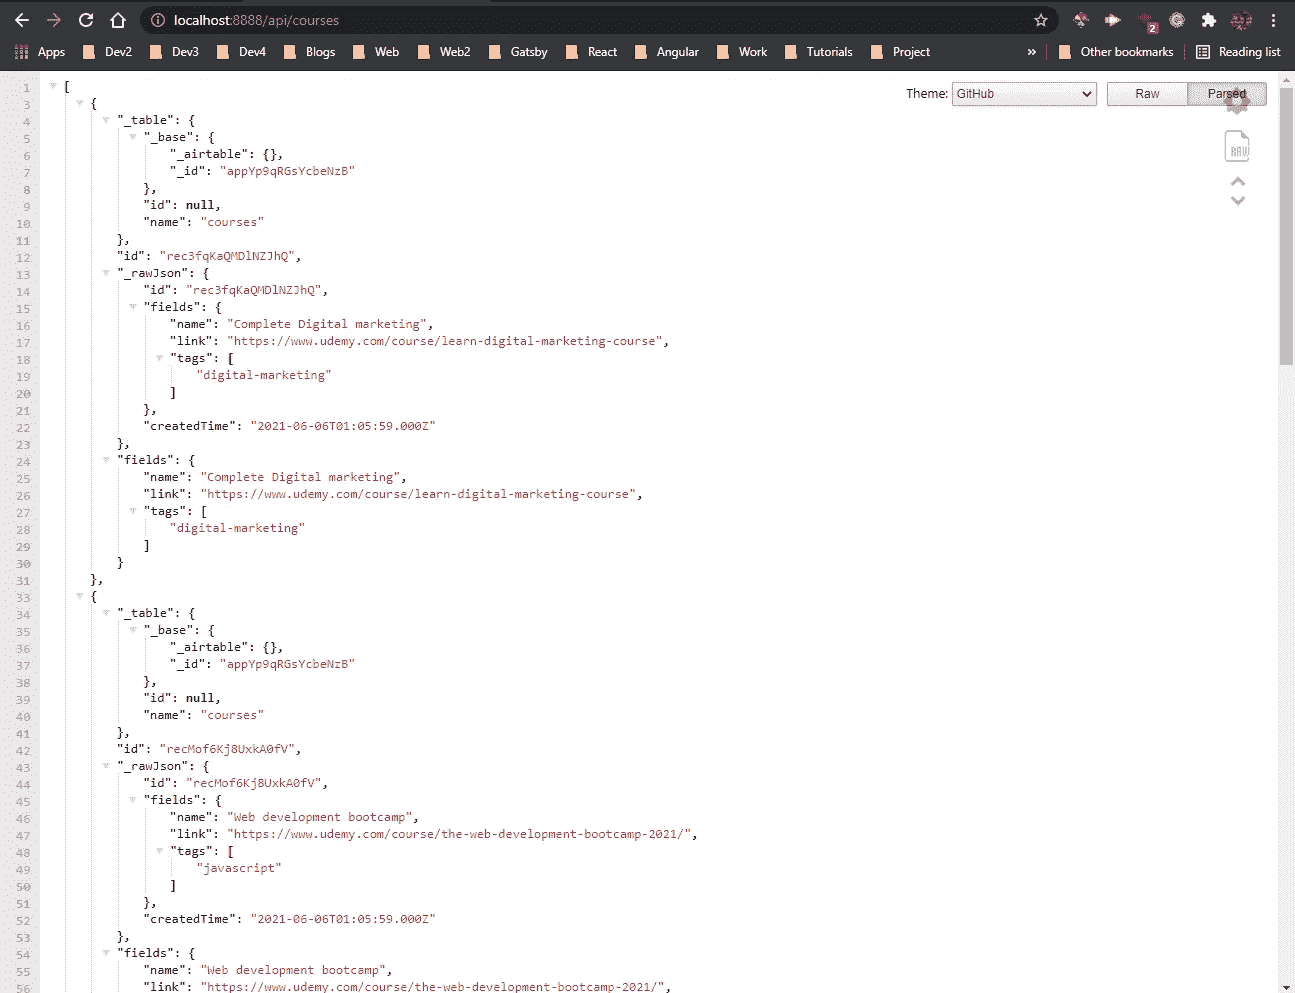 localhost:8888/api/courses
2
Apps Dev2 Dev3 Dev4 Blogs Web Web2 Gatsby React Angular Work Tutorials Project » Other bookmarks Reading list
Theme: GitHub Raw Parsed
RAW
1 [
3 {
4 "_table": {
5 "_base": {
6 "_airtable": {},
7 "_id": "appYp9qRGsYcbeNzB"
8 },
9 "id": null,
10 "name": "courses"
11 },
12 "id": "rec3fqKaQMDlNZJhQ",
13 "_rawJson": {
14 "id": "rec3fqKaQMDlNZJhQ",
15 "fields": {
16 "name": "Complete Digital marketing",
17 "link": "https://www.udemy.com/course/learn-digital-marketing-course",
18 "tags": [
19 "digital-marketing"
20 ]
21 },
22 "createdTime": "2021-06-06T01:05:59.000Z"
23 },
24 "fields": {
25 "name": "Complete Digital marketing",
26 "link": "https://www.udemy.com/course/learn-digital-marketing-course",
27 "tags": [
28 "digital-marketing"
29 ]
30 }
31 },
33 {
34 "_table": {
35 "_base": {
36 "_airtable": {},
37 "_id": "appYp9qRGsYcbeNzB"
38 },
39 "id": null,
40 "name": "courses"
41 },
42 "id": "recMof6Kj8UxkA0fV",
43 "_rawJson": {
44 "id": "recMof6Kj8UxkA0fV",
45 "fields": {
46 "name": "Web development bootcamp",
47 "link": "https://www.udemy.com/course/the-web-development-bootcamp-2021/",
48 "tags": [
49 "javascript"
50 ]
51 },
52 "createdTime": "2021-06-06T01:05:59.000Z"
53 },
54 "fields": {
55 "name": "Web development bootcamp",
56 "link": "https://www.udemy.com/course/the-web-development-bootcamp-2021/",